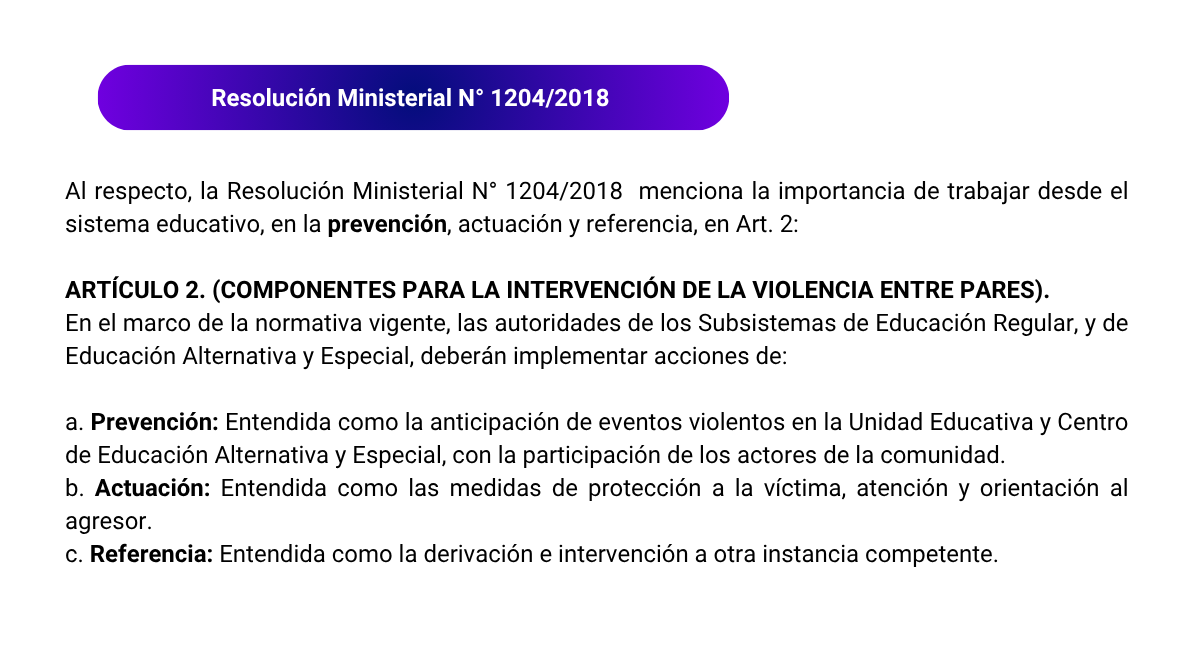 Resolución Ministerial N° 1204/2018
Al respecto, la Resolución Ministerial N° 1204/2018 menciona la importancia de trabajar desde el
sistema educativo, en la prevención, actuación y referencia, en Art. 2:
ARTÍCULO 2. (COMPONENTES PARA LA INTERVENCIÓN DE LA VIOLENCIA ENTRE PARES).
En el marco de la normativa vigente, las autoridades de los Subsistemas de Educación Regular, y de
Educación Alternativa y Especial, deberán implementar acciones de:
a. Prevención: Entendida como la anticipación de eventos violentos en la Unidad Educativa y Centro
de Educación Alternativa y Especial, con la participación de los actores de la comunidad.
b. Actuación: Entendida como las medidas de protección a la víctima, atención y orientación al
agresor.
c. Referencia: Entendida como la derivación e intervención a otra instancia competente.